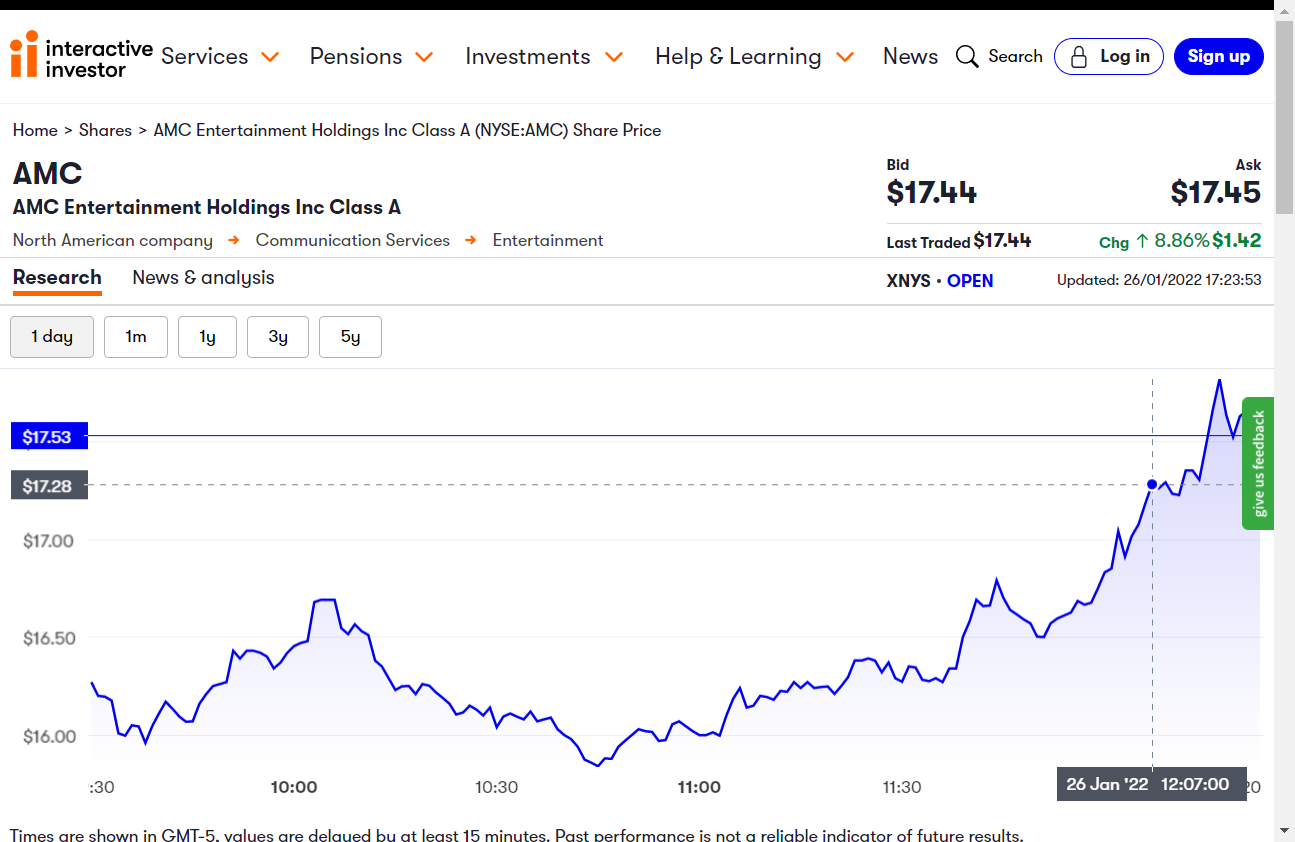 interactive
investor
Services Pensions Investments Help & Learning News Search Log in Sign up
Home > Shares > AMC Entertainment Holdings Inc Class A (NYSE:AMC) Share Price
AMC
AMC Entertainment Holdings Inc Class A
North American company → Communication Services → Entertainment
Bid Ask
$17.44 $17.45
Last Traded $17.44 Chg ↑ 8.86% $1.42
Research News & analysis
XNYS • OPEN Updated: 26/01/2022 17:23:53
1 day 1m 1y 3y 5y
$17.53
$17.28
$17.00
$16.50
$16.00
give us feedback
:30 10:00 10:30 11:00 11:30 20
26 Jan '22 12:07:00
Times are shown in GMT-5, values are delayed by at least 15 minutes. Past performance is not a reliable indicator of future results.